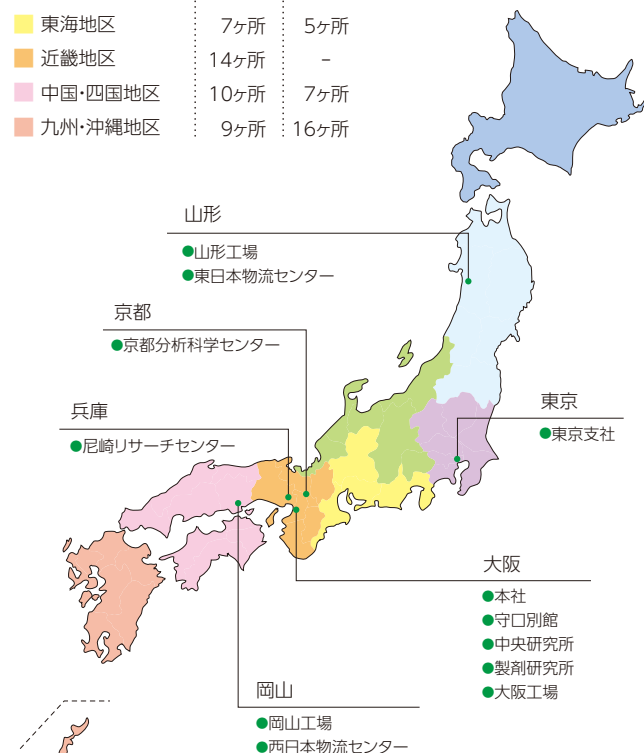 東海地区 7ヶ所 5ヶ所
近畿地区 14ヶ所 –
中国・四国地区 10ヶ所 7ヶ所
九州・沖縄地区 9ヶ所 16ヶ所
山形
●山形工場
●東日本物流センター
京都
●京都分析科学センター
兵庫
●尼崎リサーチセンター
東京
●東京支社
大阪
●本社
●守口別館
●中央研究所
●製剤研究所
●大阪工場
岡山
●岡山工場
●西日本物流センター